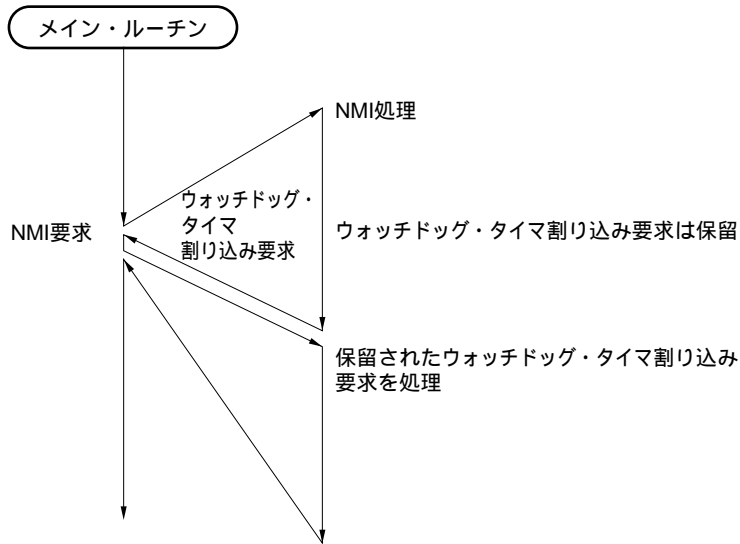 メイン・ルーチン
NMI処理
ウォッチドッグ・
タイマ
割り込み要求
NMI要求
ウォッチドッグ・タイマ割り込み要求は保留
保留されたウォッチドッグ・タイマ割り込み
要求を処理